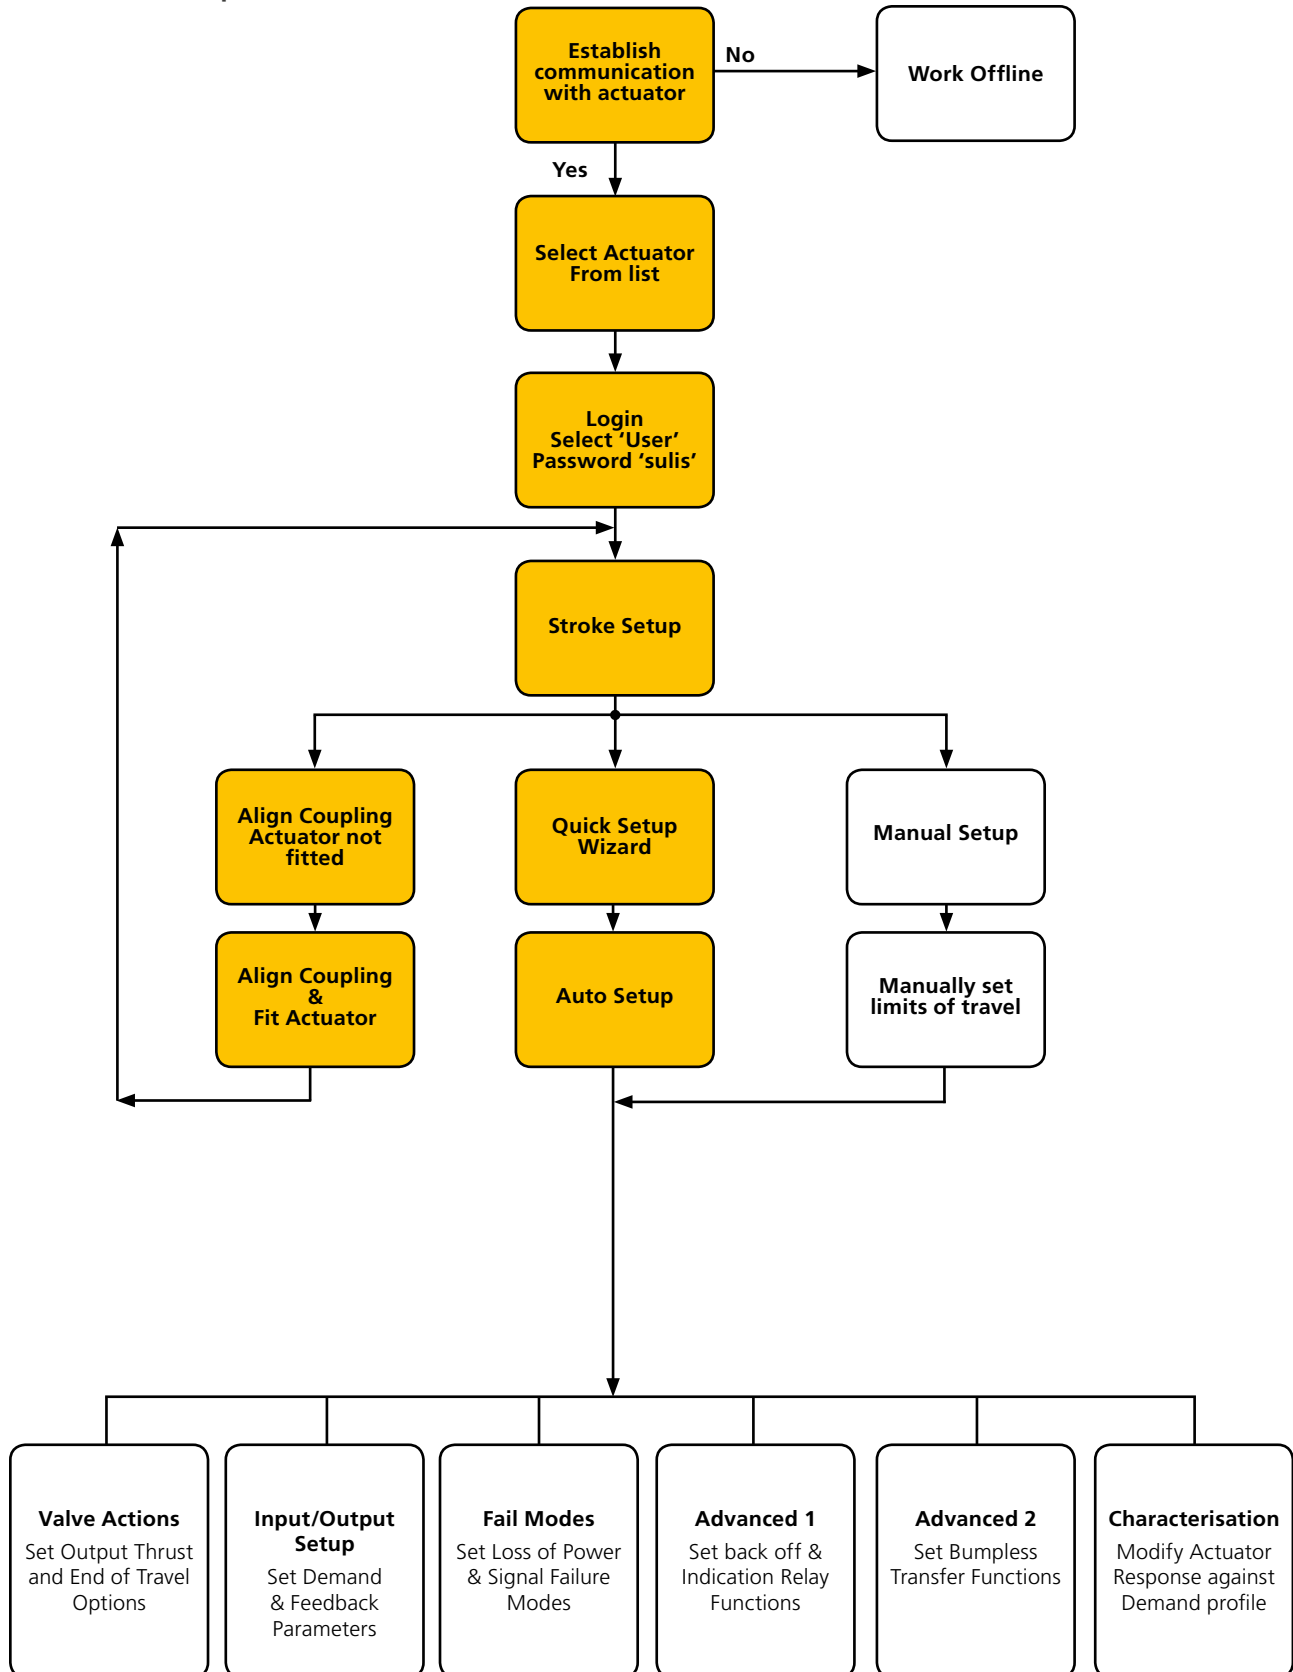 Establish
communication
with actuator
No
Work Offline
Yes
Select Actuator
From list
Login
Select ‘User’
Password ‘sulis’
Stroke Setup
Align Coupling
Actuator not
fitted
Quick Setup
Wizard
Manual Setup
Align Coupling
&
Fit Actuator
Auto Setup
Manually set
limits of travel
Valve Actions
Set Output Thrust
and End of Travel
Options
Input/Output
Setup
Set Demand
& Feedback
Parameters
Fail Modes
Set Loss of Power
& Signal Failure
Modes
Advanced 1
Set back off &
Indication Relay
Functions
Advanced 2
Set Bumpless
Transfer Functions
Characterisation
Modify Actuator
Response against
Demand profile